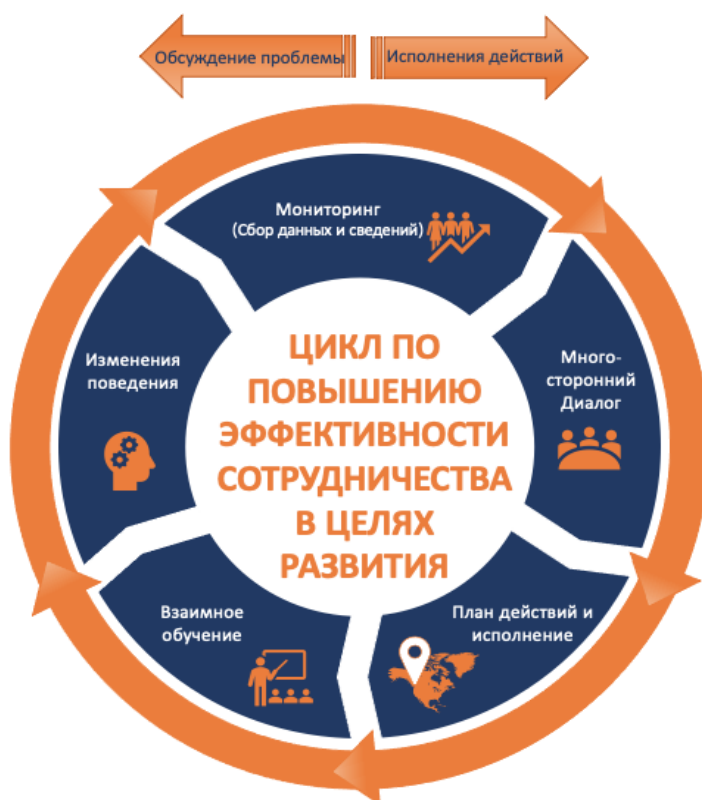 Обсуждение проблемы
Исполнения действий
Мониторинг
(Сбор данных и сведений)
Много-
сторонний
Диалог
План действий и
исполнение
Взаимное
обучение
Изменения
поведения
ЦИКЛ ПО
ПОВЫШЕНИЮ
ЭФФЕКТИВНОСТИ
СОТРУДНИЧЕСТВА
В ЦЕЛЯХ
РАЗВИТИЯ